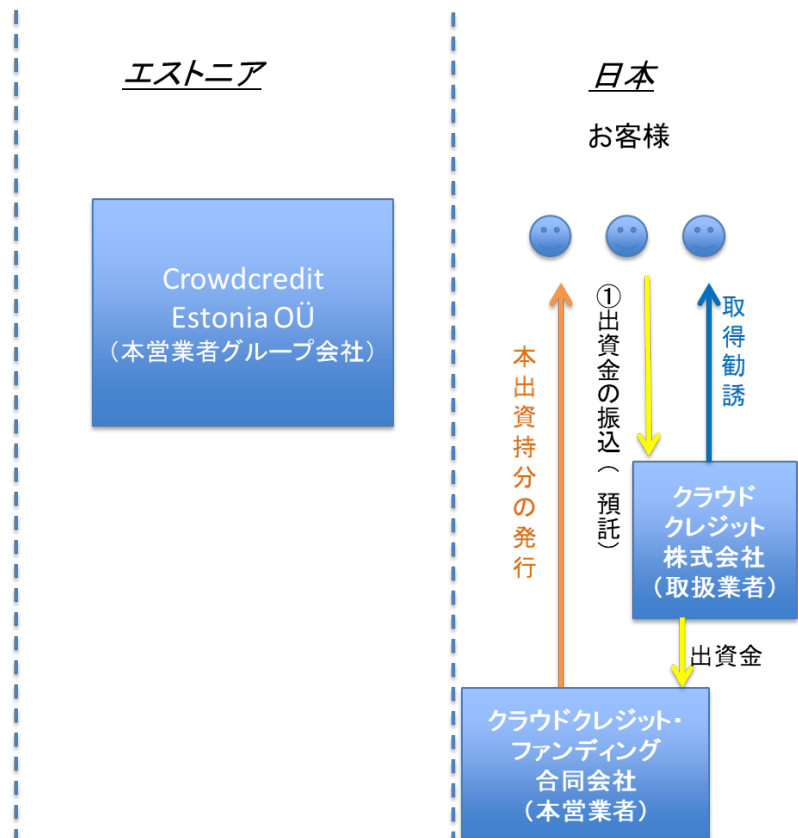 エストニア
日本
お客様
Crowdcredit
Estonia OÜ
（本営業者グループ会社）
本出資持分の発行
①出資金の振込（ 預託）
取得勧誘
クラウド
クレジット
株式会社
（取扱業者）
出資金
クラウドクレジット・
ファンディング
合同会社
（本営業者）